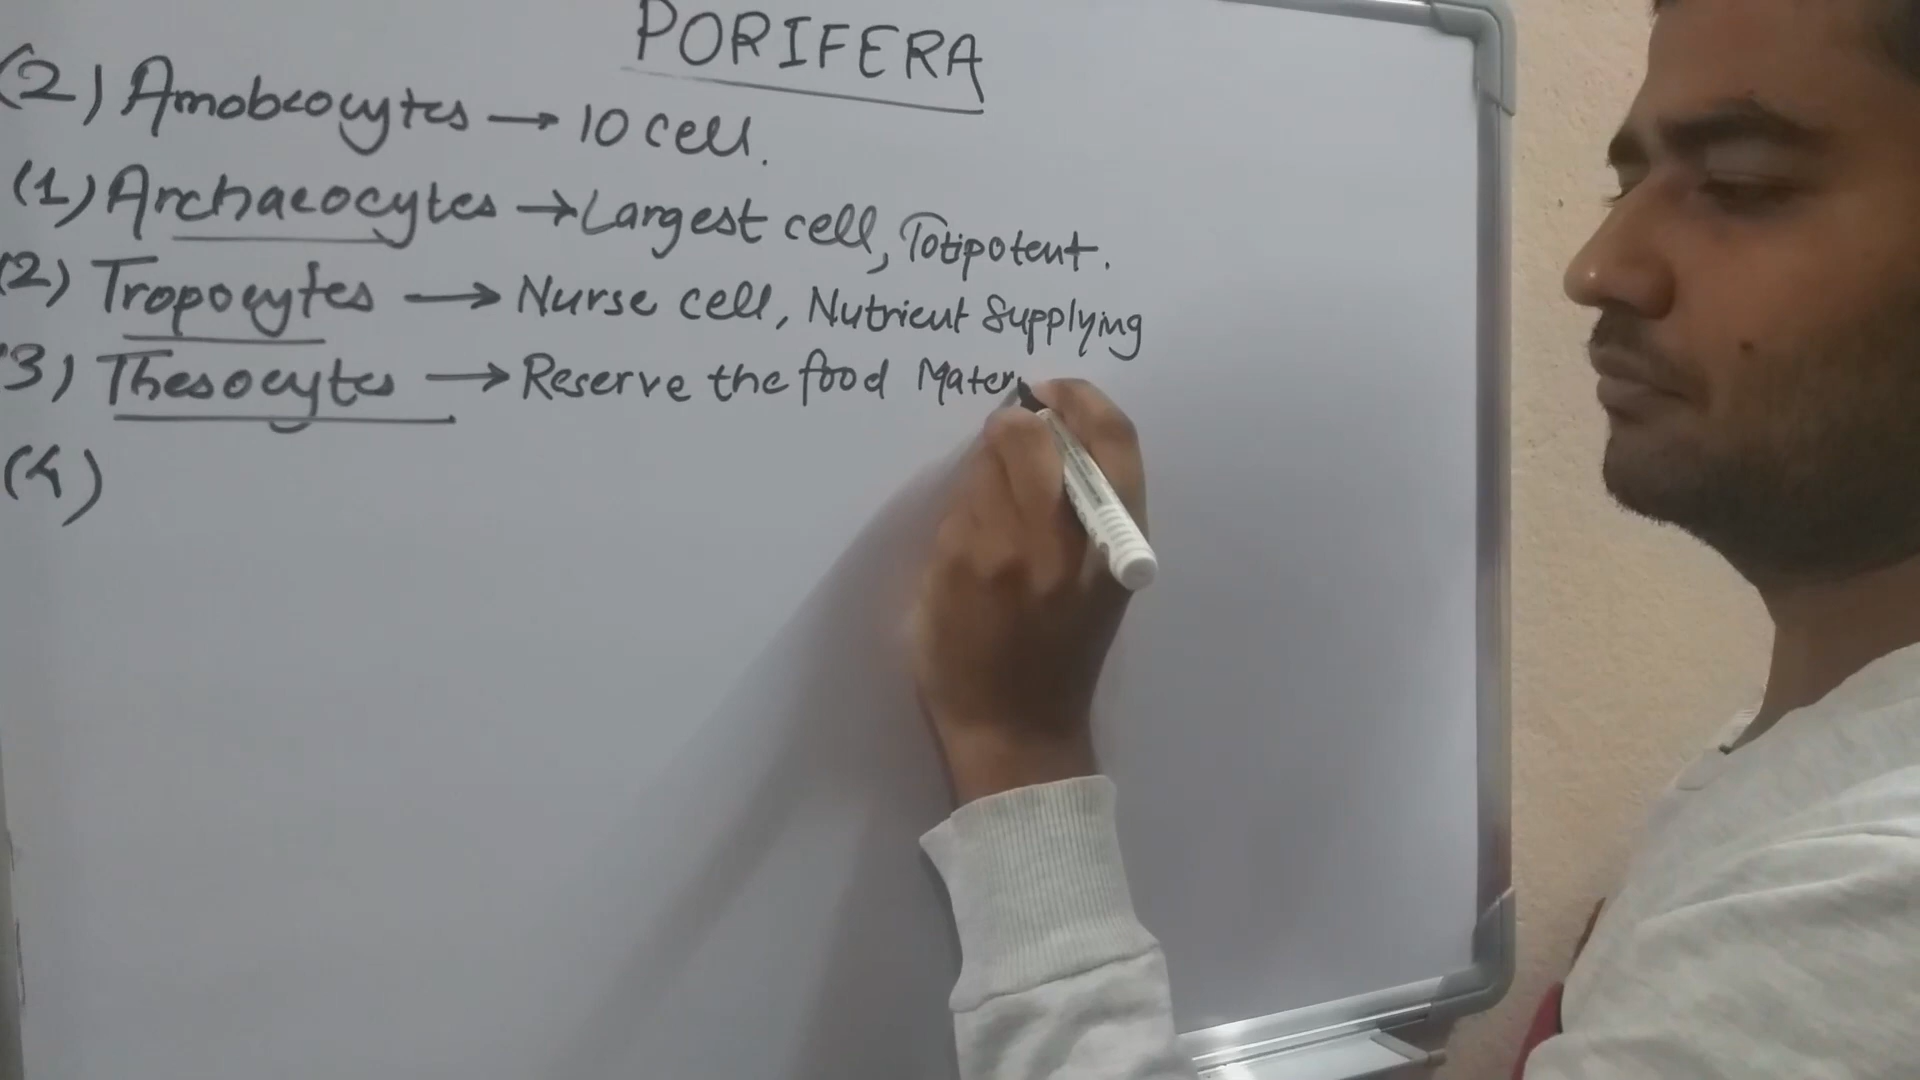 PORIFERA
(2) Amobeocytes → 10 cell.
(1) Archaeocytes → Largest cell, Totipotent.
(2) Tropocytes → Nurse cell, Nutrient Supplying
(3) Thesocytes → Reserve the food Mater
(4)